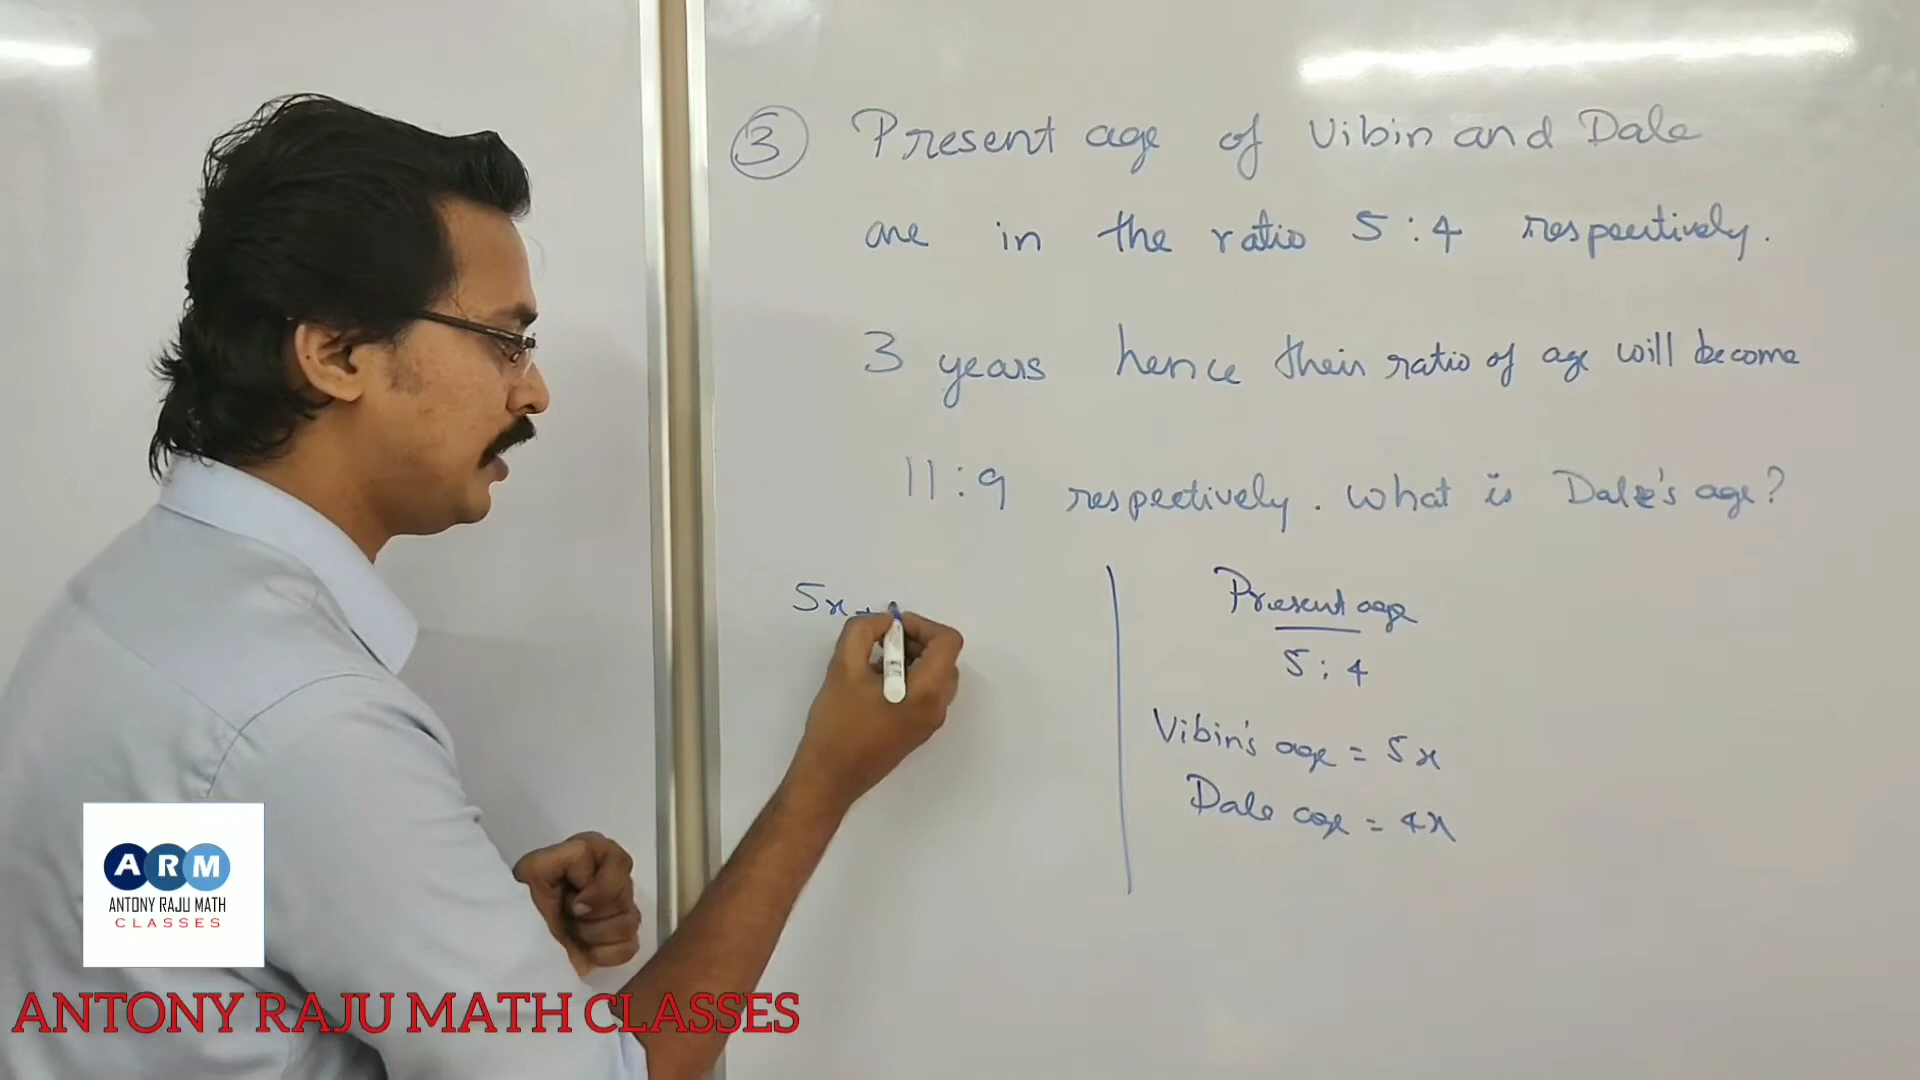 ③ Present age of Vibin and Dale
are in the ratio 5:4 respectively.
3 years hence their ratio of age will become
11:9 respectively. What is Dale's age?
5x+
Present age
5:4
Vibin's age = 5x
Dale age = 4x
ARM
ANTONY RAJU MATH
CLASSES
ANTONY RAJU MATH CLASSES